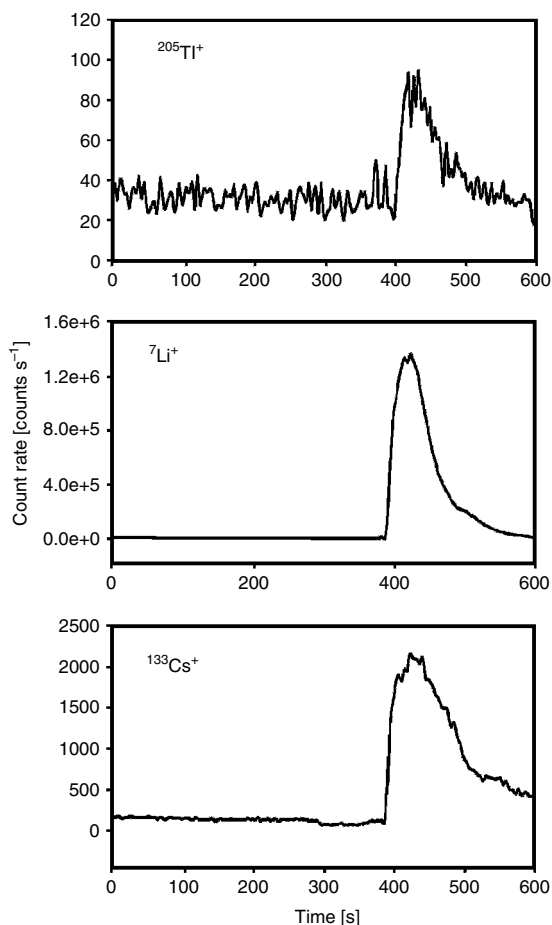 120
100
80
60
40
20
0
²⁰⁵Tl⁺
0 100 200 300 400 500 600
1.6e+6
1.2e+6
8.0e+5
4.0e+5
0.0e+0
⁷Li⁺
0 200 400 600
Count rate [counts s⁻¹]
2500
2000
1500
1000
500
0
¹³³Cs⁺
0 100 200 300 400 500 600
Time [s]